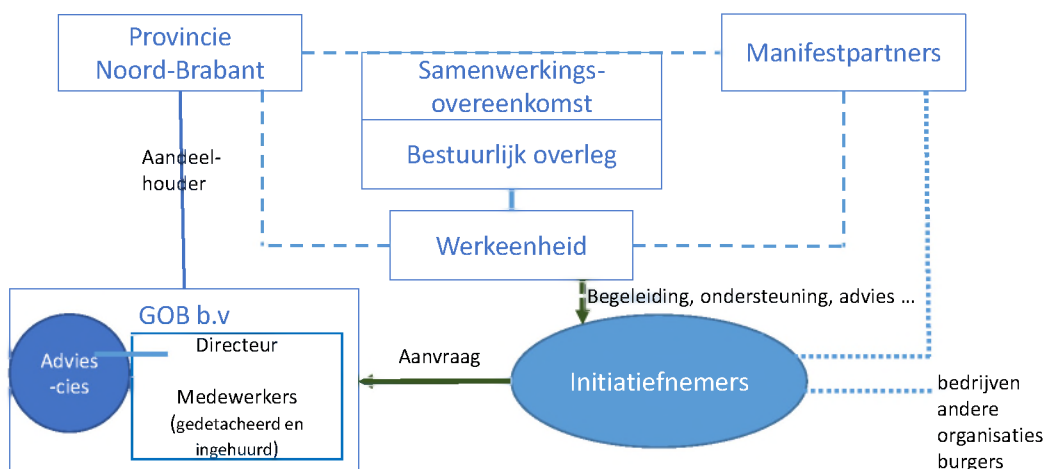 Provincie
Noord-Brabant
Manifestpartners
Samenwerkings-
overeenkomst
Bestuurlijk overleg
Aandeel-
houder
Werkeenheid
Begeleiding, ondersteuning, advies ...
GOB b.v
Directeur
Advies
-cies
Medewerkers
(gedetacheerd en
ingehuurd)
Aanvraag
Initiatiefnemers
bedrijven
andere
organisaties
burgers